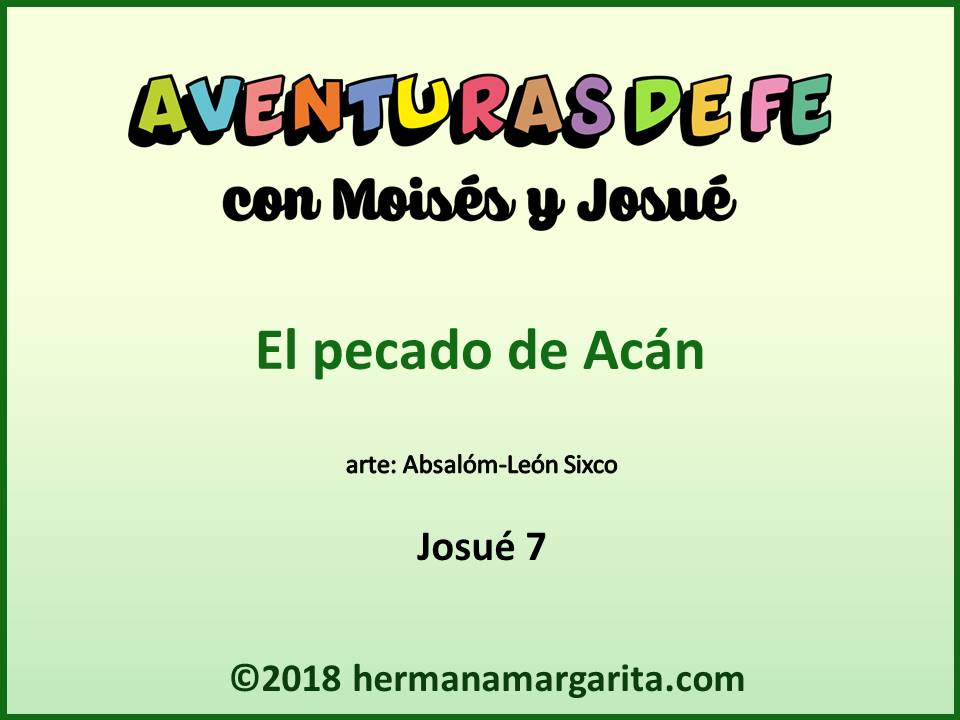 AVENTURAS DE FE
con Moisés y Josué
El pecado de Acán
arte: Absalóm-León Sixco
Josué 7
©2018 hermanamargarita.com